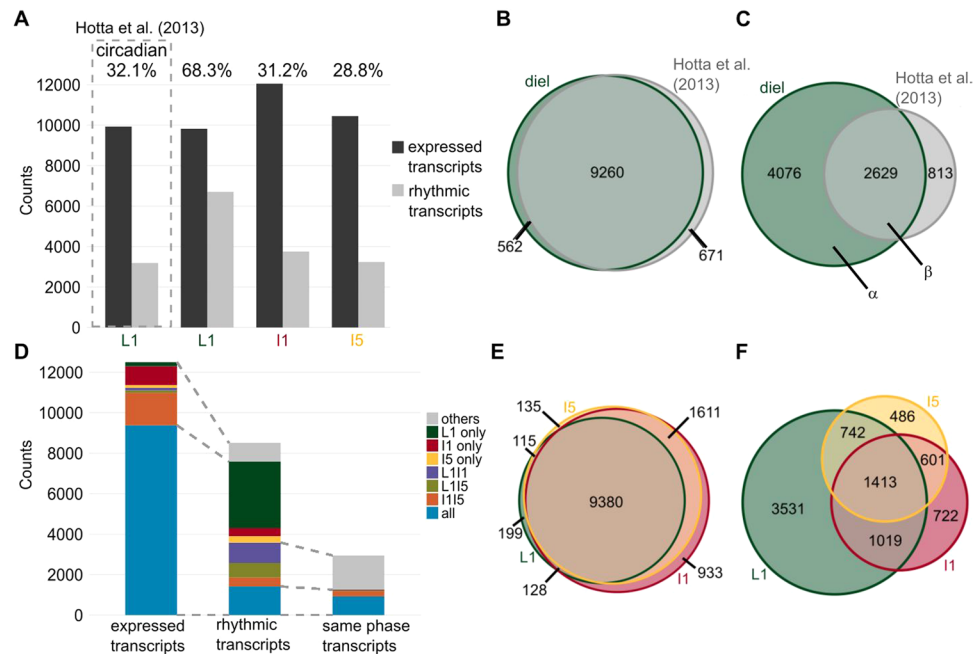 A
Hotta et al. (2013)
circadian
32.1% 68.3% 31.2% 28.8%
12000
10000
8000
6000
4000
2000
0
Counts
L1 L1 I1 I5
expressed
transcripts
rhythmic
transcripts
B
diel
Hotta et al.
(2013)
9260
562
671
C
diel
Hotta et al.
(2013)
4076 2629 813
β
α
D
12000
10000
8000
6000
4000
2000
0
Counts
expressed
transcripts
rhythmic
transcripts
same phase
transcripts
others
L1 only
I1 only
I5 only
L1I1
L1I5
I1I5
all
E
135
I5
1611
115
9380
199
L1
128
933
I1
F
I5
486
742
601
1413
3531
722
1019
L1
I1